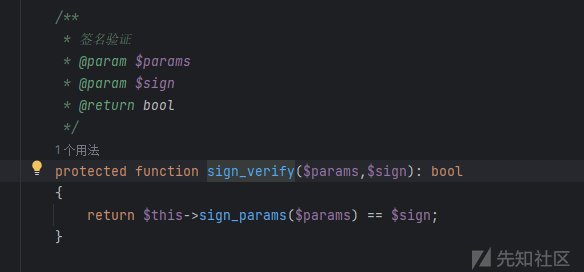 /**
 * 签名验证
 * @param $params
 * @param $sign
 * @return bool
 */
1个用法
protected function sign_verify($params,$sign): bool
{
    return $this->sign_params($params) == $sign;
}
先知社区